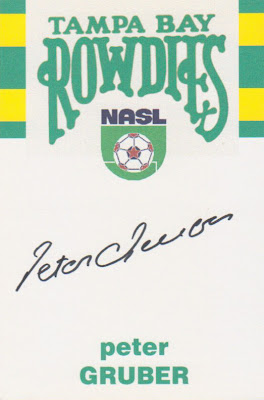 TAMPA BAY
ROWDIES
NASL
peter
GRUBER